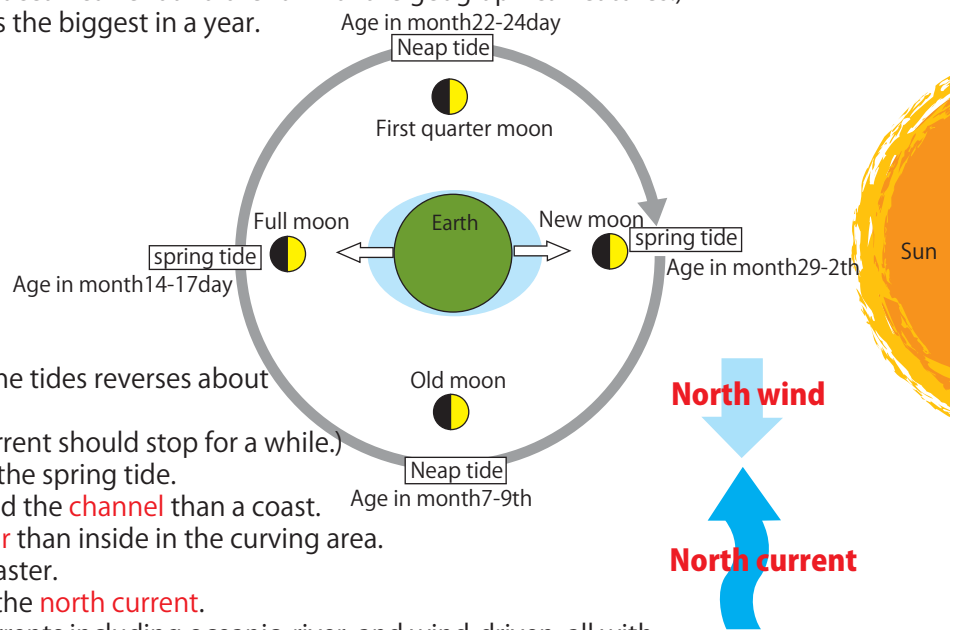 s the biggest in a year.
Age in month22-24day
Neap tide
First quarter moon
Full moon
Earth
New moon
spring tide
spring tide
Sun
Age in month29-2th
Age in month14-17day
ne tides reverses about
Old moon
North wind
rrent should stop for a while.)
the spring tide.
Neap tide
Age in month7-9th
d the channel than a coast.
r than inside in the curving area.
North current
aster.
the north current.